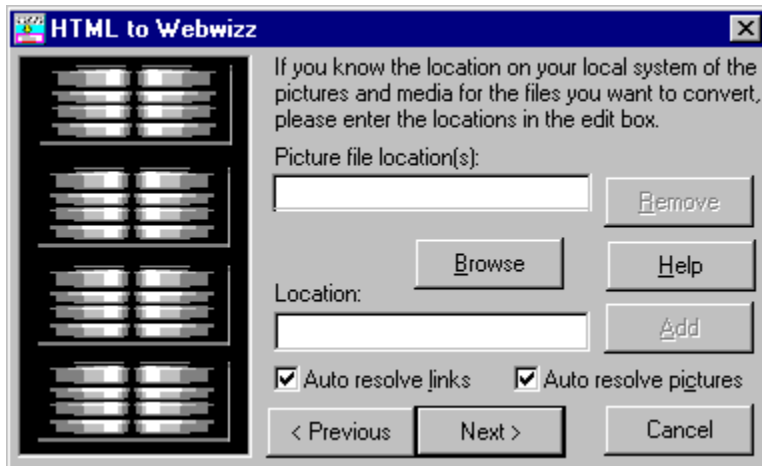 HTML to Webwizz
If you know the location on your local system of the
pictures and media for the files you want to convert,
please enter the locations in the edit box.
Picture file location(s):
Remove
Browse
Help
Location:
Add
Auto resolve links
Auto resolve pictures
< Previous
Next >
Cancel